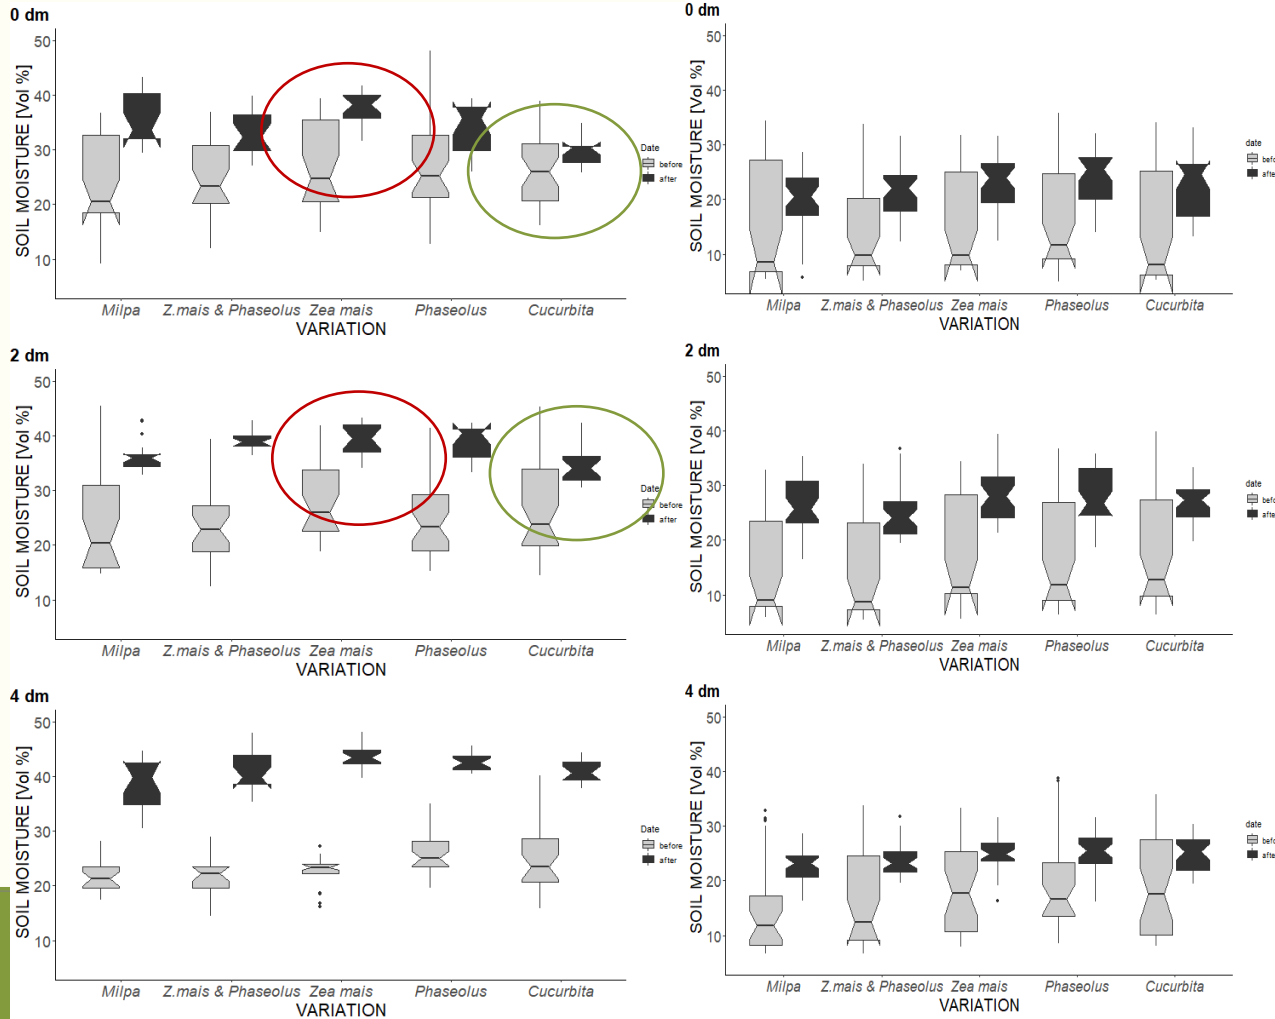 0 dm
SOIL MOISTURE [Vol %]
50
40
30
20
10
Date
before
after
Milpa
Z.mais & Phaseolus
Zea mais
Phaseolus
Cucurbita
VARIATION
0 dm
SOIL MOISTURE [Vol %]
50
40
30
20
10
date
befo
after
Milpa
Z.mais & Phaseolus
Zea mais
Phaseolus
Cucurbita
VARIATION
2 dm
SOIL MOISTURE [Vol %]
50
40
30
20
10
Date
before
after
Milpa
Z.mais & Phaseolus
Zea mais
Phaseolus
Cucurbita
VARIATION
2 dm
SOIL MOISTURE [Vol %]
50
40
30
20
10
date
befo
after
Milpa
Z.mais & Phaseolus
Zea mais
Phaseolus
Cucurbita
VARIATION
4 dm
SOIL MOISTURE [Vol %]
50
40
30
20
10
Date
before
after
Milpa
Z.mais & Phaseolus
Zea mais
Phaseolus
Cucurbita
VARIATION
4 dm
SOIL MOISTURE [Vol %]
50
40
30
20
10
date
befo
after
Milpa
Z.mais & Phaseolus
Zea mais
Phaseolus
Cucurbita
VARIATION